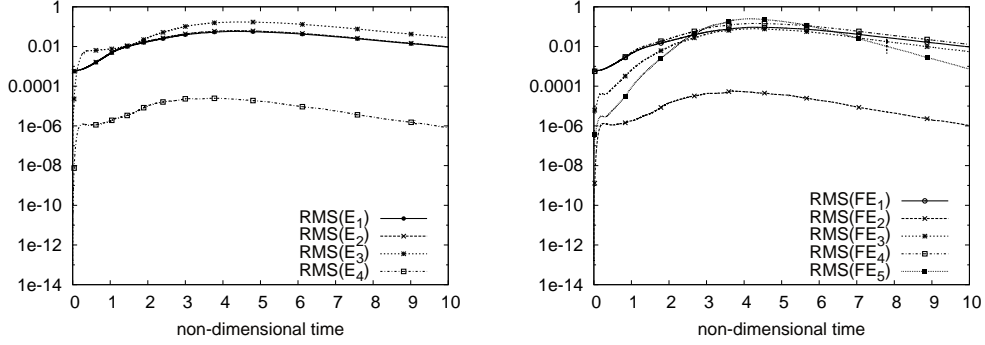 1
0.01
0.0001
1e-06
1e-08
1e-10
1e-12
1e-14
0 1 2 3 4 5 6 7 8 9 10
non-dimensional time
RMS(E1)
RMS(E2)
RMS(E3)
RMS(E4)
1
0.01
0.0001
1e-06
1e-08
1e-10
1e-12
1e-14
0 1 2 3 4 5 6 7 8 9 10
non-dimensional time
RMS(FE1)
RMS(FE2)
RMS(FE3)
RMS(FE4)
RMS(FE5)